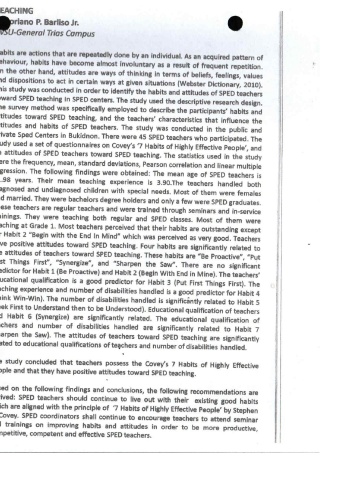 EACHING
oriano P. Barliso Jr.
VSU-General Trias Campus
abits are actions that are repeatedly done by an individual. As an acquired pattern of
ehaviour, habits have become almost involuntary as a result of frequent repetition.
n the other hand, attitudes are ways of thinking in terms of beliefs, feelings, values
nd dispositions to act in certain ways at given situations (Webster Dictionary, 2010).
his study was conducted in order to identify the habits and attitudes of SPED teachers
ward SPED teaching in SPED centers. The study used the descriptive research design.
he survey method was specifically employed to describe the participants' habits and
titudes toward SPED teaching, and the teachers' characteristics that influence the
titudes and habits of SPED teachers. The study was conducted in the public and
ivate Sped Centers in Bukidnon. There were 45 SPED teachers who participated. The
udy used a set of questionnaires on Covey's '7 Habits of Highly Effective People', and
e attitudes of SPED teachers toward SPED teaching. The statistics used in the study
ere the frequency, mean, standard deviations, Pearson correlation and linear multiple
gression. The following findings were obtained: The mean age of SPED teachers is
.98 years. Their mean teaching experience is 3.90.The teachers handled both
agnosed and undiagnosed children with special needs. Most of them were females
d married. They were bachelor degree holders and only a few were SPED graduates.
ese teachers are regular teachers and were trained through seminars and in-service
inings. They were teaching both regular and SPED classes. Most of them were
aching at Grade 1. Most teachers perceived that their habits are outstanding except
r Habit 2 "Begin with the End in Mind" which was perceived as very good. Teachers
ve positive attitudes toward SPED teaching. Four habits are significantly related to
e attitudes of teachers toward SPED teaching. These habits are "Be Proactive", "Put
st Things First", "Synergize", and "Sharpen the Saw". There are no significant
edictor for Habit 1 (Be Proactive) and Habit 2 (Begin With End in Mine). The teachers'
ucational qualification is a good predictor for Habit 3 (Put First Things First). The
ching experience and number of disabilities handled is a good predictor for Habit 4
hink Win-Win). The number of disabilities handled is significantly related to Habit 5
eek First to Understand then to be Understood). Educational qualification of teachers
d Habit 6 (Synergize) are significantly related. The educational qualification of
chers and number of disabilities handled are significantly related to Habit 7
harpen the Saw). The attitudes of teachers toward SPED teaching are significantly
ated to educational qualifications of teachers and number of disabilities handled.
e study concluded that teachers possess the Covey's 7 Habits of Highly Effective
ople and that they have positive attitudes toward SPED teaching.
sed on the following findings and conclusions, the following recommendations are
ived: SPED teachers should continue to live out with their existing good habits
ich are aligned with the principle of '7 Habits of Highly Effective People' by Stephen
Covey. SPED coordinators shall continue to encourage teachers to attend seminar
d trainings on improving habits and attitudes in order to be more productive,
mpetitive, competent and effective SPED teachers.